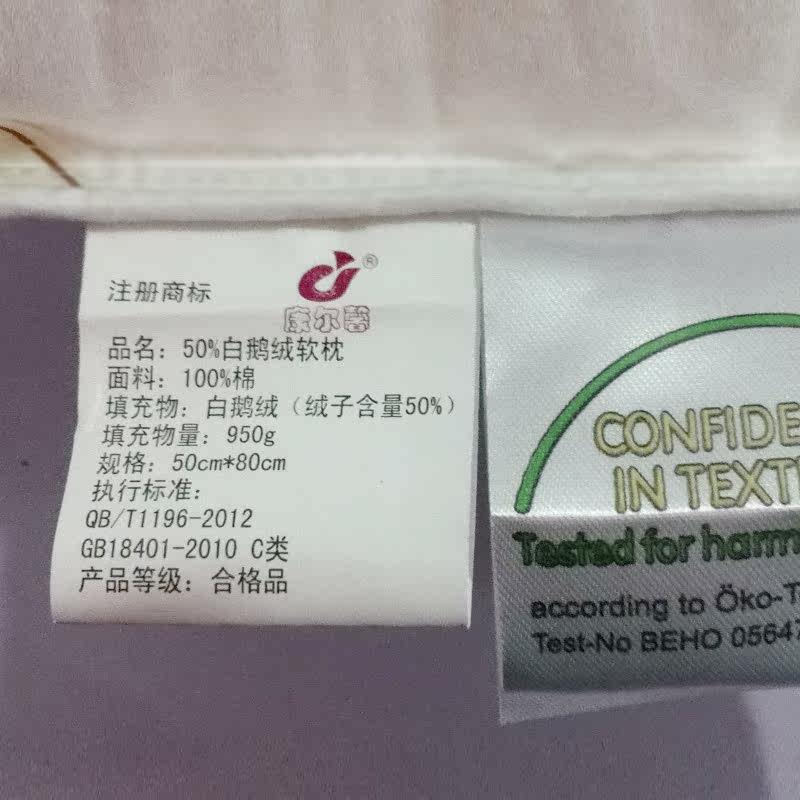 注册商标
®
康尔馨
品名：50%白鹅绒软枕
面料：100%棉
填充物：白鹅绒（绒子含量50%）
填充物量：950g
规格：50cm*80cm
执行标准：
QB/T1196-2012
GB18401-2010 C类
产品等级：合格品
CONFIDE
IN TEXTI
Tested for harm
according to Öko-T
Test-No BEHO 05647